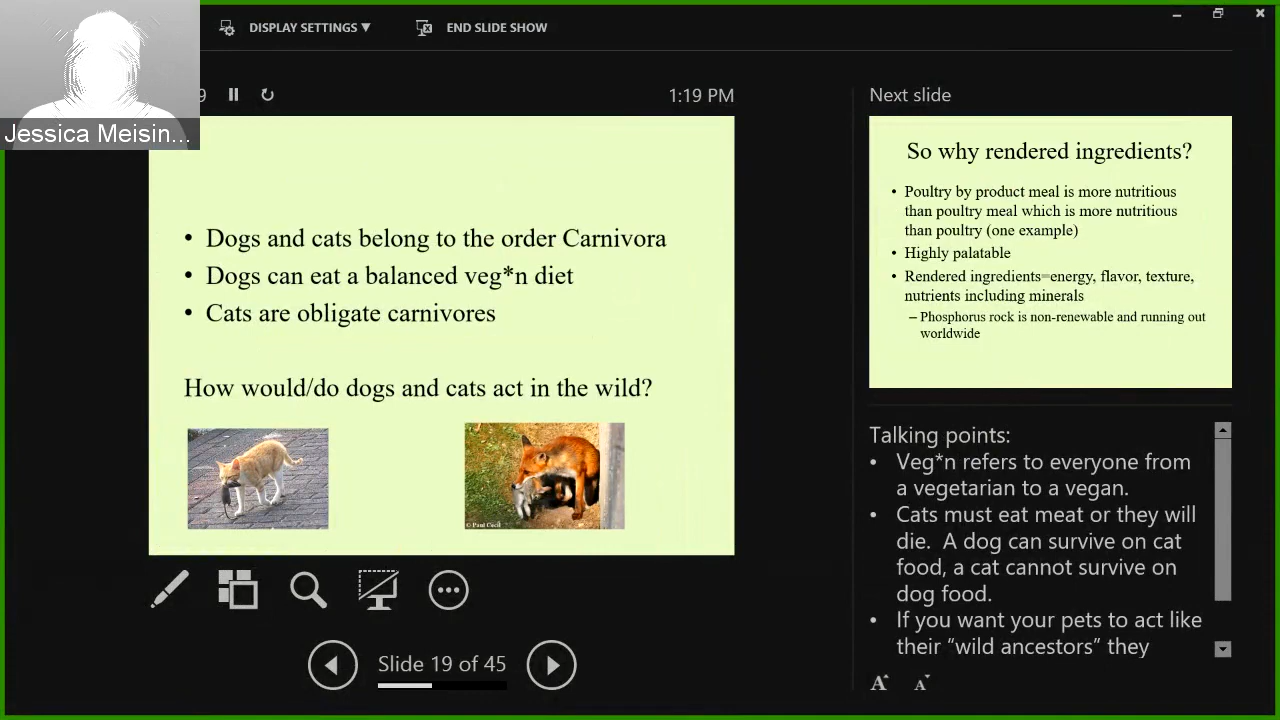 DISPLAY SETTINGS ▼
END SLIDE SHOW
Jessica Meisin...
9
1:19 PM
• Dogs and cats belong to the order Carnivora
• Dogs can eat a balanced veg*n diet
• Cats are obligate carnivores
How would/do dogs and cats act in the wild?
© Paul Cecil
Slide 19 of 45
Next slide
So why rendered ingredients?
• Poultry by product meal is more nutritious
than poultry meal which is more nutritious
than poultry (one example)
• Highly palatable
• Rendered ingredients=energy, flavor, texture,
nutrients including minerals
– Phosphorus rock is non-renewable and running out
worldwide
Talking points:
• Veg*n refers to everyone from
a vegetarian to a vegan.
• Cats must eat meat or they will
die.  A dog can survive on cat
food, a cat cannot survive on
dog food.
• If you want your pets to act like
their “wild ancestors” they
A A